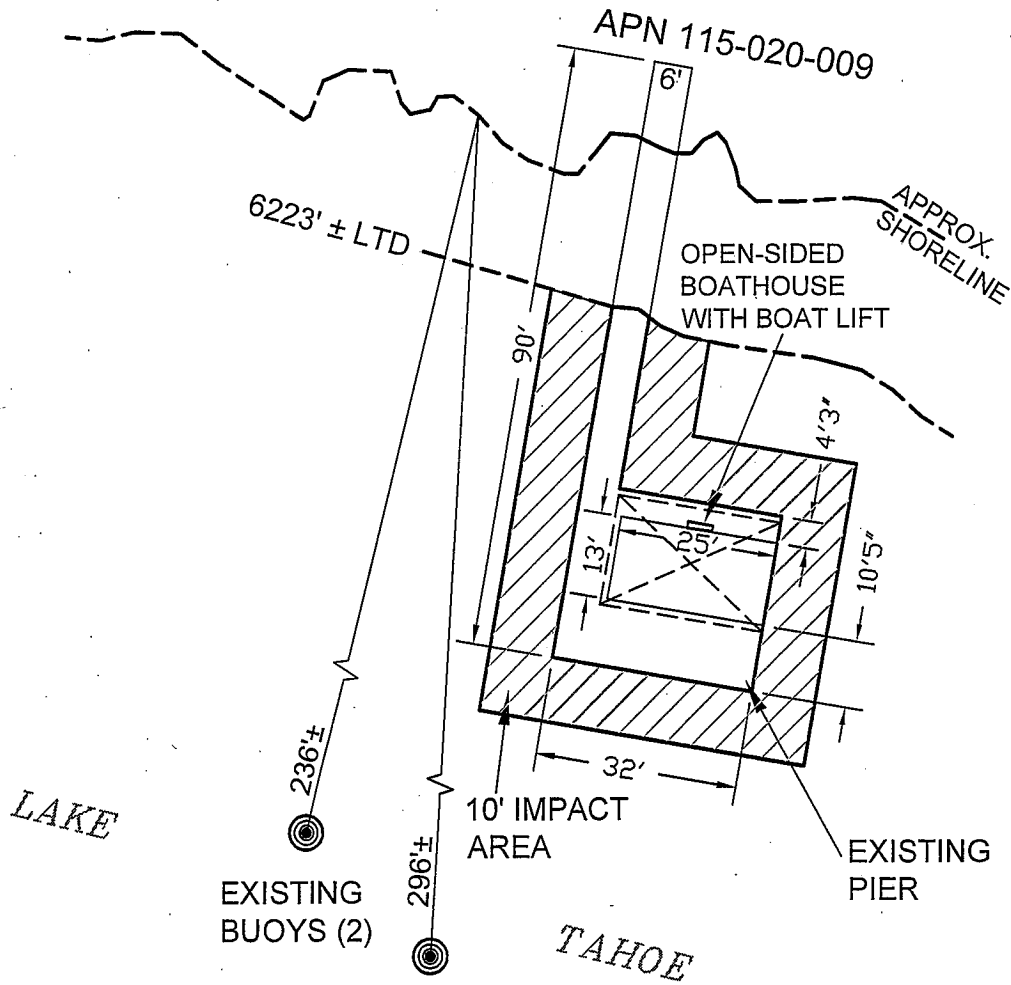 APN 115-020-009
6'
APPROX.
SHORELINE
6223' ± LTD
OPEN-SIDED
BOATHOUSE
WITH BOAT LIFT
90'
4'3"
25'
13'
10'5"
32'
236'±
10' IMPACT
AREA
LAKE
296'±
EXISTING
PIER
EXISTING
BUOYS (2)
TAHOE